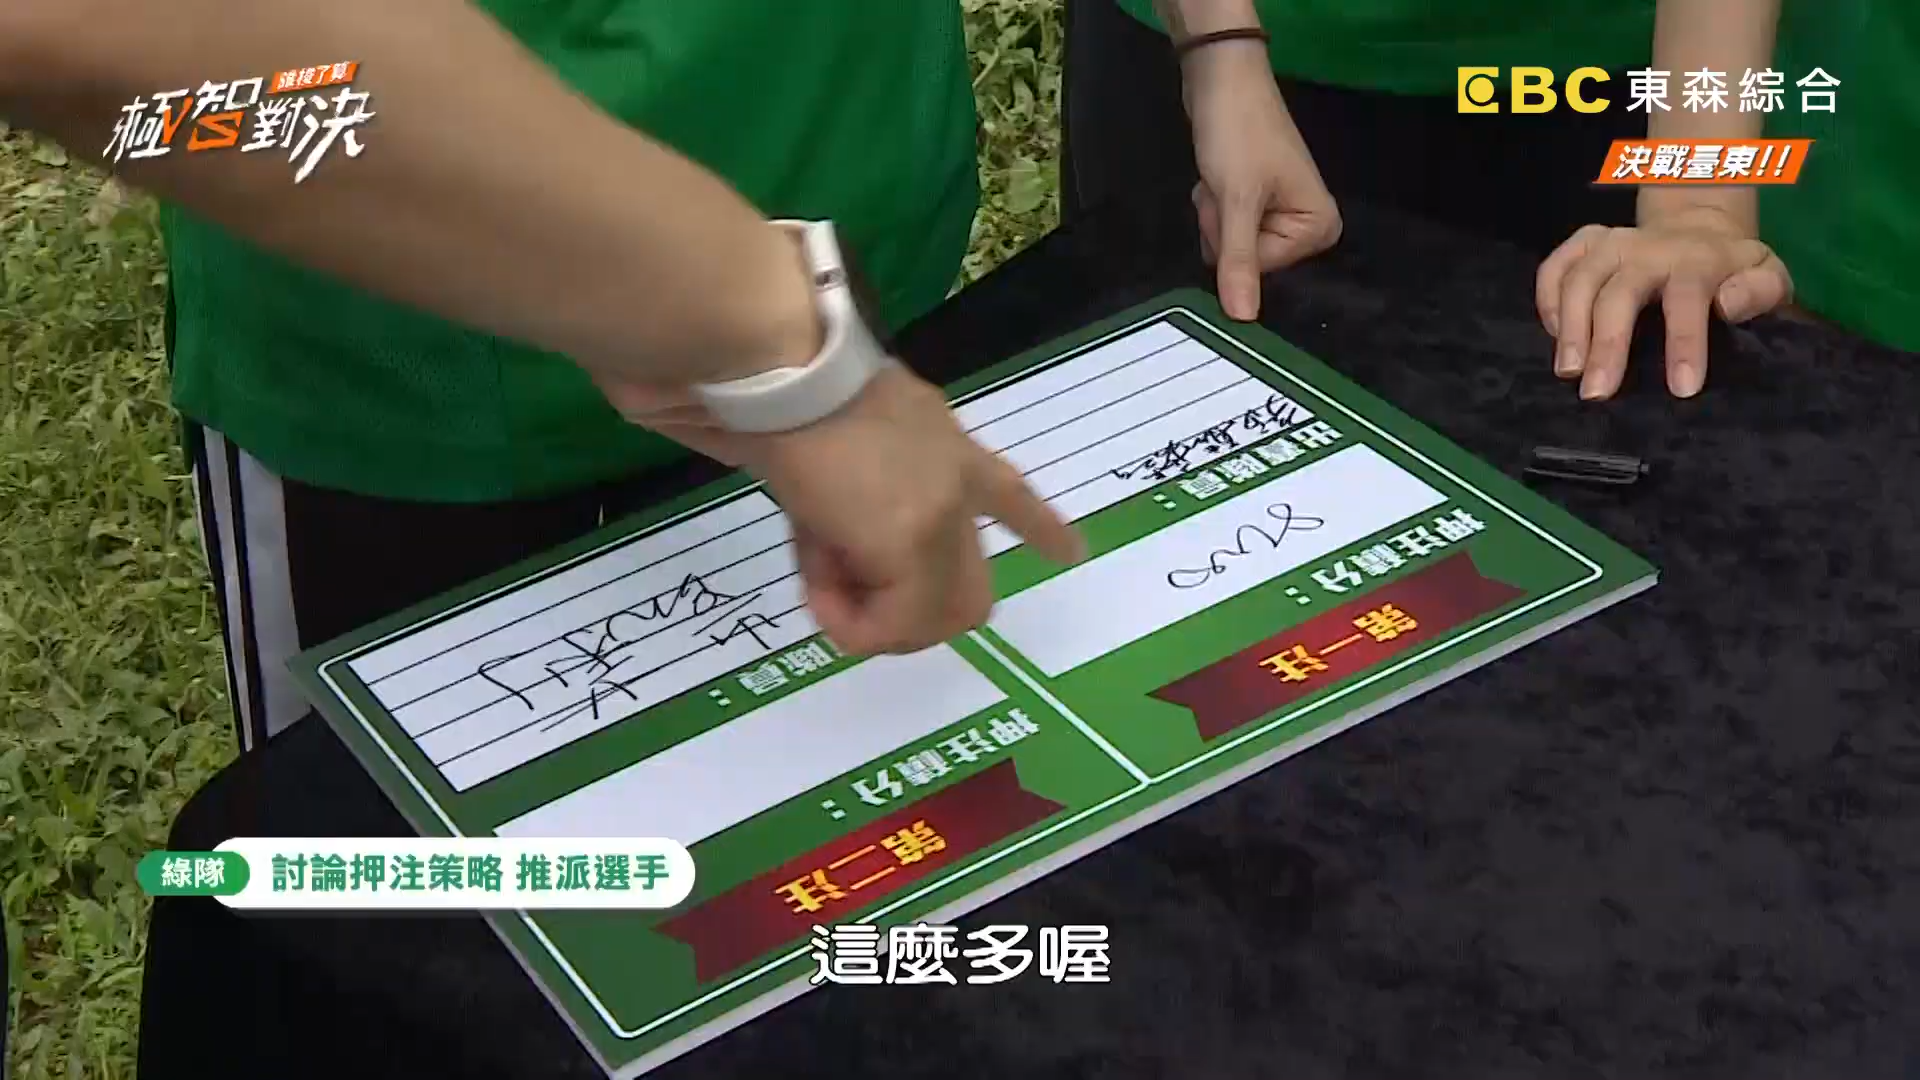 誰接了算
極智對決
EBC 東森綜合
決戰臺東!!
第一注
押注積分：
出賽隊員：
第二注
押注積分：
隊員：
綠隊
討論押注策略 推派選手
這麼多喔